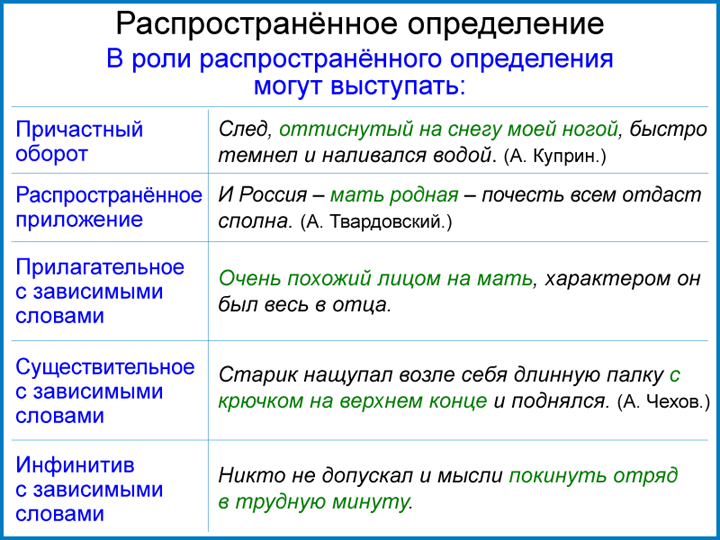 Распространённое определение
В роли распространённого определения
могут выступать:
Причастный
оборот
След, оттиснутый на снегу моей ногой, быстро
темнел и наливался водой. (А. Куприн.)
Распространённое
приложение
И Россия – мать родная – почесть всем отдаст
сполна. (А. Твардовский.)
Прилагательное
с зависимыми
словами
Очень похожий лицом на мать, характером он
был весь в отца.
Существительное
с зависимыми
словами
Старик нащупал возле себя длинную палку с
крючком на верхнем конце и поднялся. (А. Чехов.)
Инфинитив
с зависимыми
словами
Никто не допускал и мысли покинуть отряд
в трудную минуту.